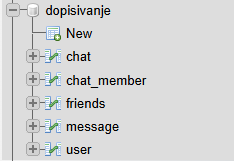 dopisivanje
New
chat
chat_member
friends
message
user